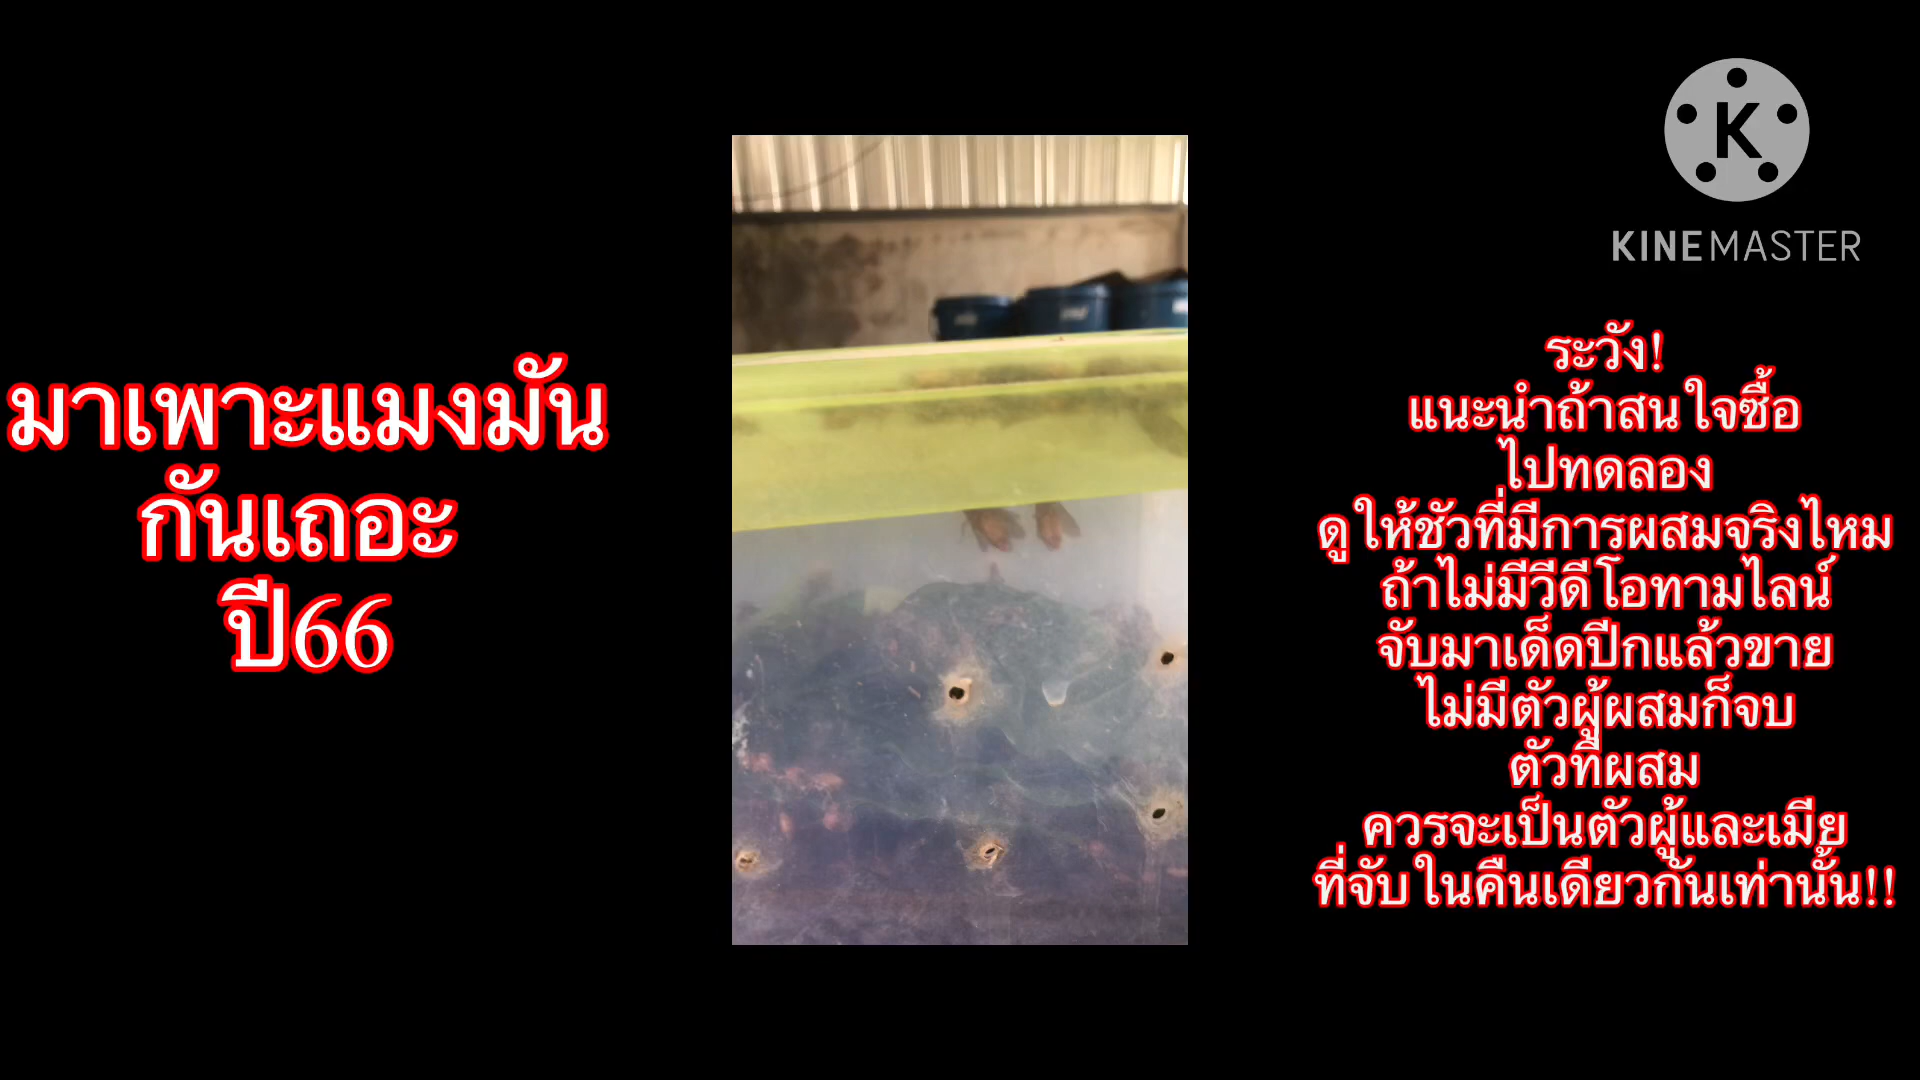 มาเพาะแมงมัน
กันเถอะ
ปี66
KINEMASTER
ระวัง!
แนะนำถ้าสนใจซื้อ
ไปทดลอง
ดูให้ชัวที่มีการผสมจริงไหม
ถ้าไม่มีวีดีโอทามไลน์
จับมาเด็ดปีกแล้วขาย
ไม่มีตัวผู้ผสมก็จบ
ตัวที่ผสม
ควรจะเป็นตัวผู้และเมีย
ที่จับในคืนเดียวกันเท่านั้น!!